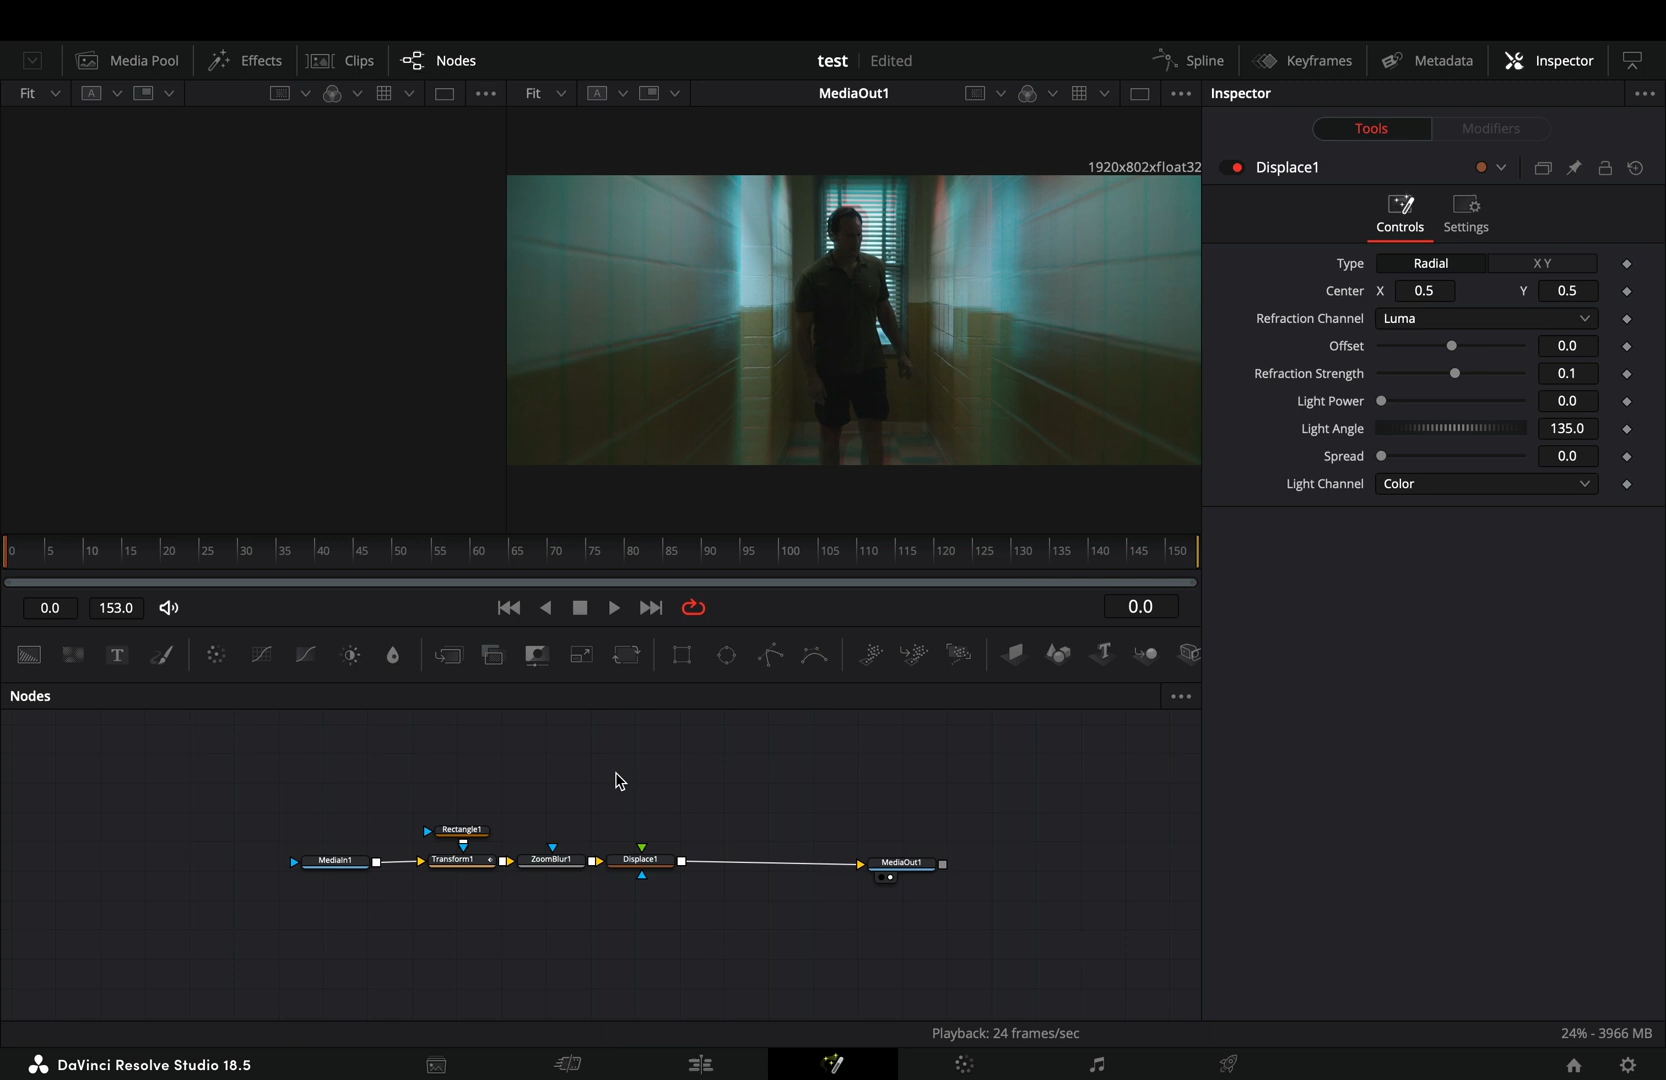 Media Pool Effects Clips Nodes test Edited Spline Keyframes Metadata Inspector
Fit A Fit A MediaOut1 Inspector
Tools Modifiers
1920x802xfloat32
Displace1
Controls Settings
Type Radial X Y
Center X 0.5 Y 0.5
Refraction Channel Luma
Offset 0.0
Refraction Strength 0.1
Light Power 0.0
Light Angle 135.0
Spread 0.0
Light Channel Color
0 5 10 15 20 25 30 35 40 45 50 55 60 65 70 75 80 85 90 95 100 105 110 115 120 125 130 135 140 145 150
0.0 153.0 0.0
T T
Nodes
Rectangle1
MediaIn1 Transform1 ZoomBlur1 Displace1 MediaOut1
Playback: 24 frames/sec 24% - 3966 MB
DaVinci Resolve Studio 18.5